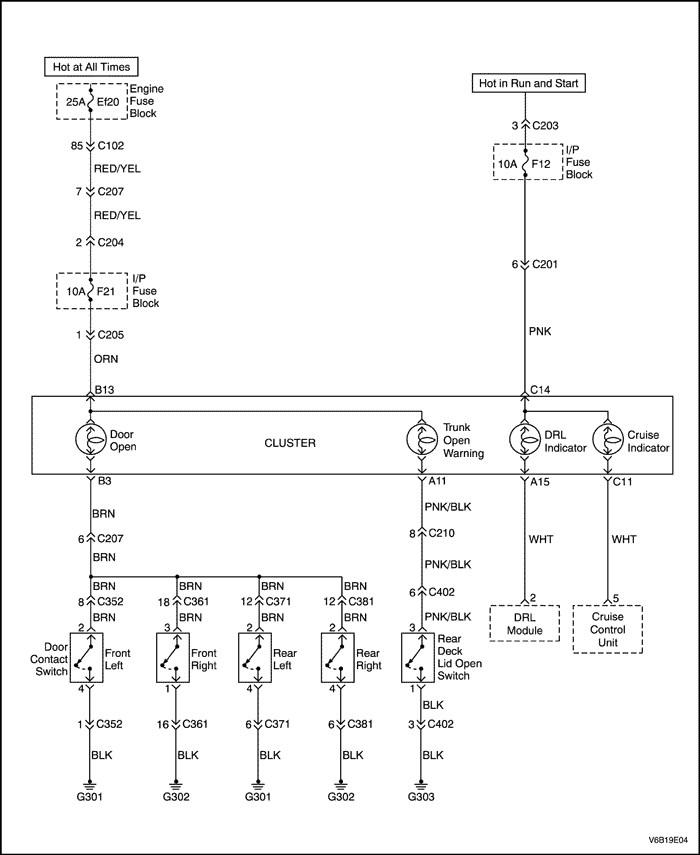 Hot at All Times
Hot in Run and Start
25A Ef20
Engine
Fuse
Block
3 C203
10A F12
I/P
Fuse
Block
85 C102
RED/YEL
7 C207
RED/YEL
2 C204
6 C201
10A F21
I/P
Fuse
Block
1 C205
PNK
ORN
B13
C14
Door
Open
CLUSTER
Trunk
Open
Warning
DRL
Indicator
Cruise
Indicator
B3
A11
A15
C11
BRN
PNK/BLK
6 C207
8 C210
WHT
WHT
BRN
PNK/BLK
BRN
BRN
BRN
BRN
8 C352
18 C361
12 C371
12 C381
6 C402
2
5
BRN
BRN
BRN
BRN
PNK/BLK
DRL
Module
Cruise
Control
Unit
2
3
2
2
3
Door
Contact
Switch
Front
Left
Front
Right
Rear
Left
Rear
Right
Rear
Deck
Lid Open
Switch
4
1
4
4
1
BLK
1 C352
16 C361
6 C371
6 C381
3 C402
BLK
BLK
BLK
BLK
BLK
G301
G302
G301
G302
G303
V6B19E04